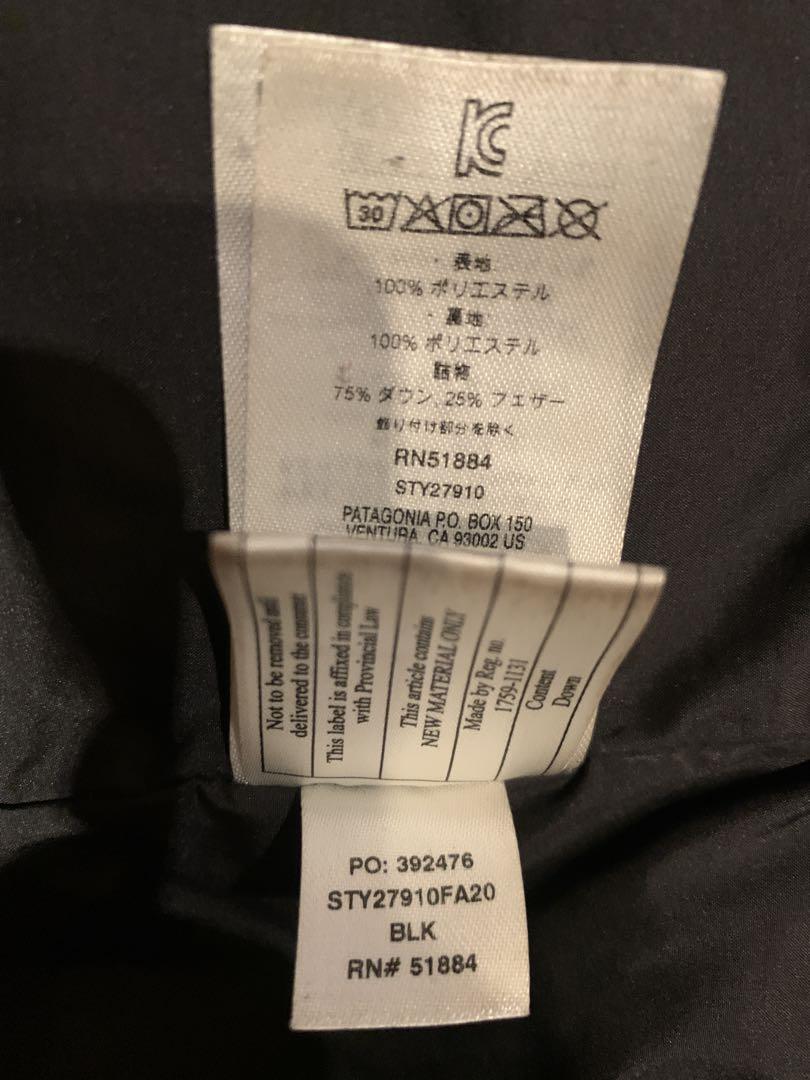 KC
30
・表地
100% ポリエステル
・裏地
100% ポリエステル
詰物
75% ダウン, 25% フェザー
飾り付け部分を除く
RN51884
STY27910
PATAGONIA P.O. BOX 150
VENTURA, CA 93002 US
Not to be removed until
delivered to the consumer
This label is affixed in compliance
with Provincial Law
This article contains
NEW MATERIAL ONLY
Made by Reg. no.
1759-1131
Content
Down
PO: 392476
STY27910FA20
BLK
RN# 51884